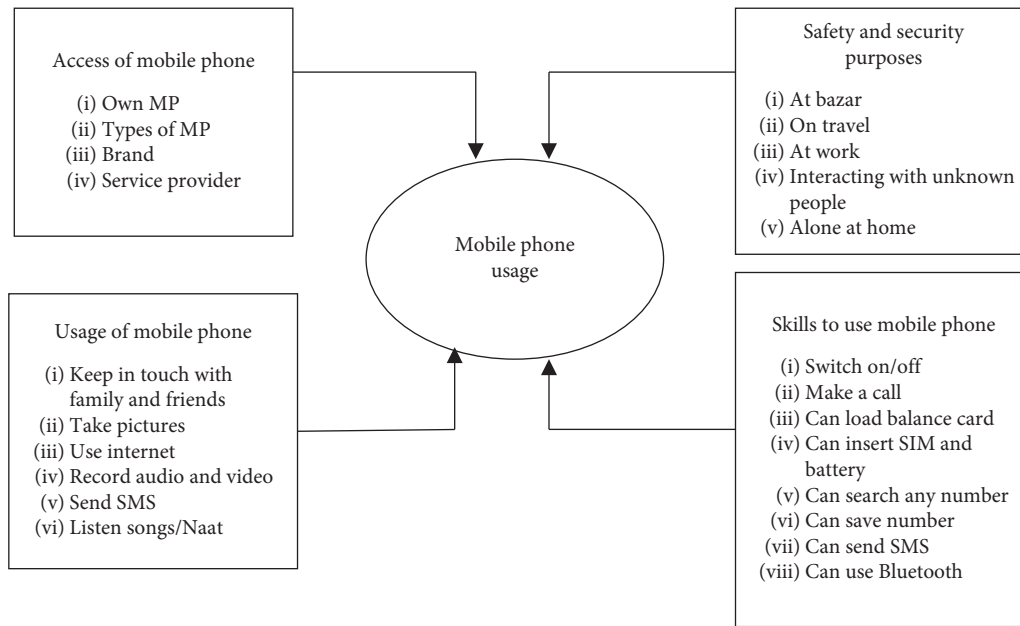 Access of mobile phone
(i) Own MP
(ii) Types of MP
(iii) Brand
(iv) Service provider
Safety and security
purposes
(i) At bazar
(ii) On travel
(iii) At work
(iv) Interacting with unknown
people
(v) Alone at home
Mobile phone
usage
Usage of mobile phone
(i) Keep in touch with
family and friends
(ii) Take pictures
(iii) Use internet
(iv) Record audio and video
(v) Send SMS
(vi) Listen songs/Naat
Skills to use mobile phone
(i) Switch on/off
(ii) Make a call
(iii) Can load balance card
(iv) Can insert SIM and
battery
(v) Can search any number
(vi) Can save number
(vii) Can send SMS
(viii) Can use Bluetooth